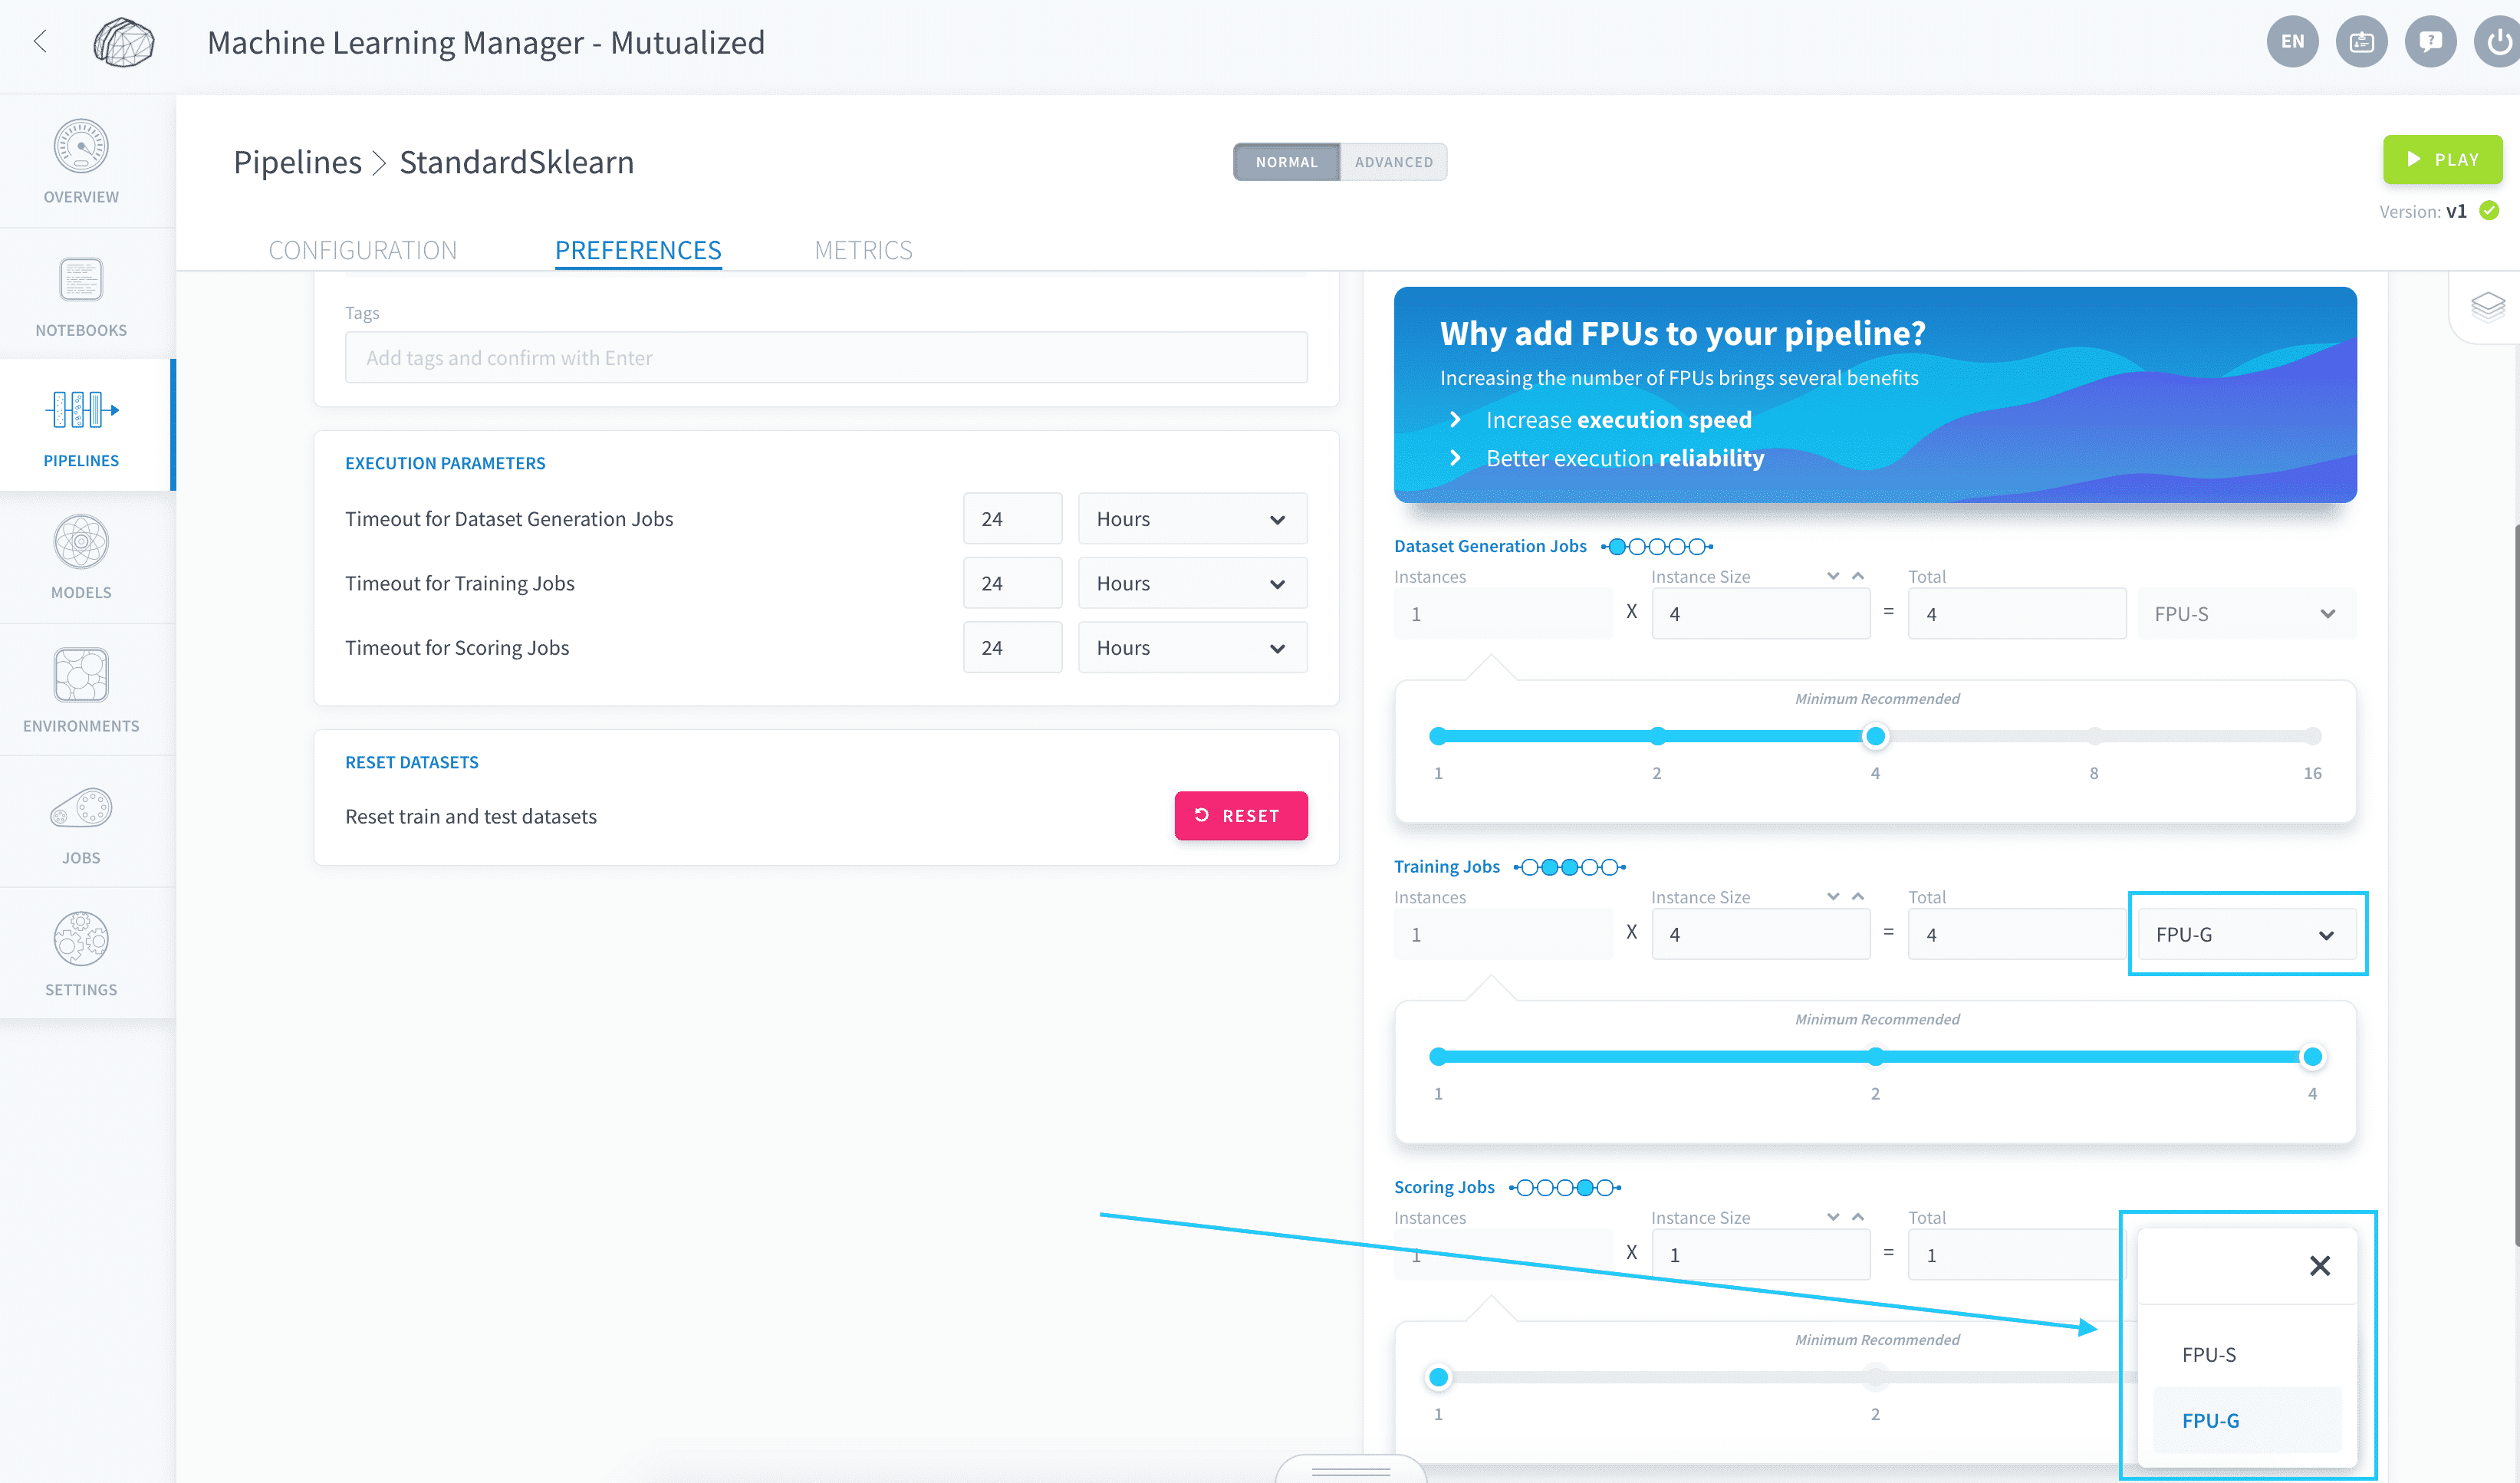 Machine Learning Manager - Mutualized
EN
OVERVIEW
NOTEBOOKS
PIPELINES
MODELS
ENVIRONMENTS
JOBS
SETTINGS
Pipelines > StandardSklearn
NORMAL ADVANCED
PLAY
Version: v1
CONFIGURATION PREFERENCES METRICS
Tags
Add tags and confirm with Enter
EXECUTION PARAMETERS
Timeout for Dataset Generation Jobs 24 Hours
Timeout for Training Jobs 24 Hours
Timeout for Scoring Jobs 24 Hours
RESET DATASETS
Reset train and test datasets RESET
Why add FPUs to your pipeline?
Increasing the number of FPUs brings several benefits
Increase execution speed
Better execution reliability
Dataset Generation Jobs
Instances Instance Size Total
1 X 4 = 4 FPU-S
Minimum Recommended
1 2 4 8 16
Training Jobs
Instances Instance Size Total
1 X 4 = 4 FPU-G
Minimum Recommended
1 2 4
Scoring Jobs
Instances Instance Size Total
1 X 1 = 1
Minimum Recommended
1 2
FPU-S
FPU-G